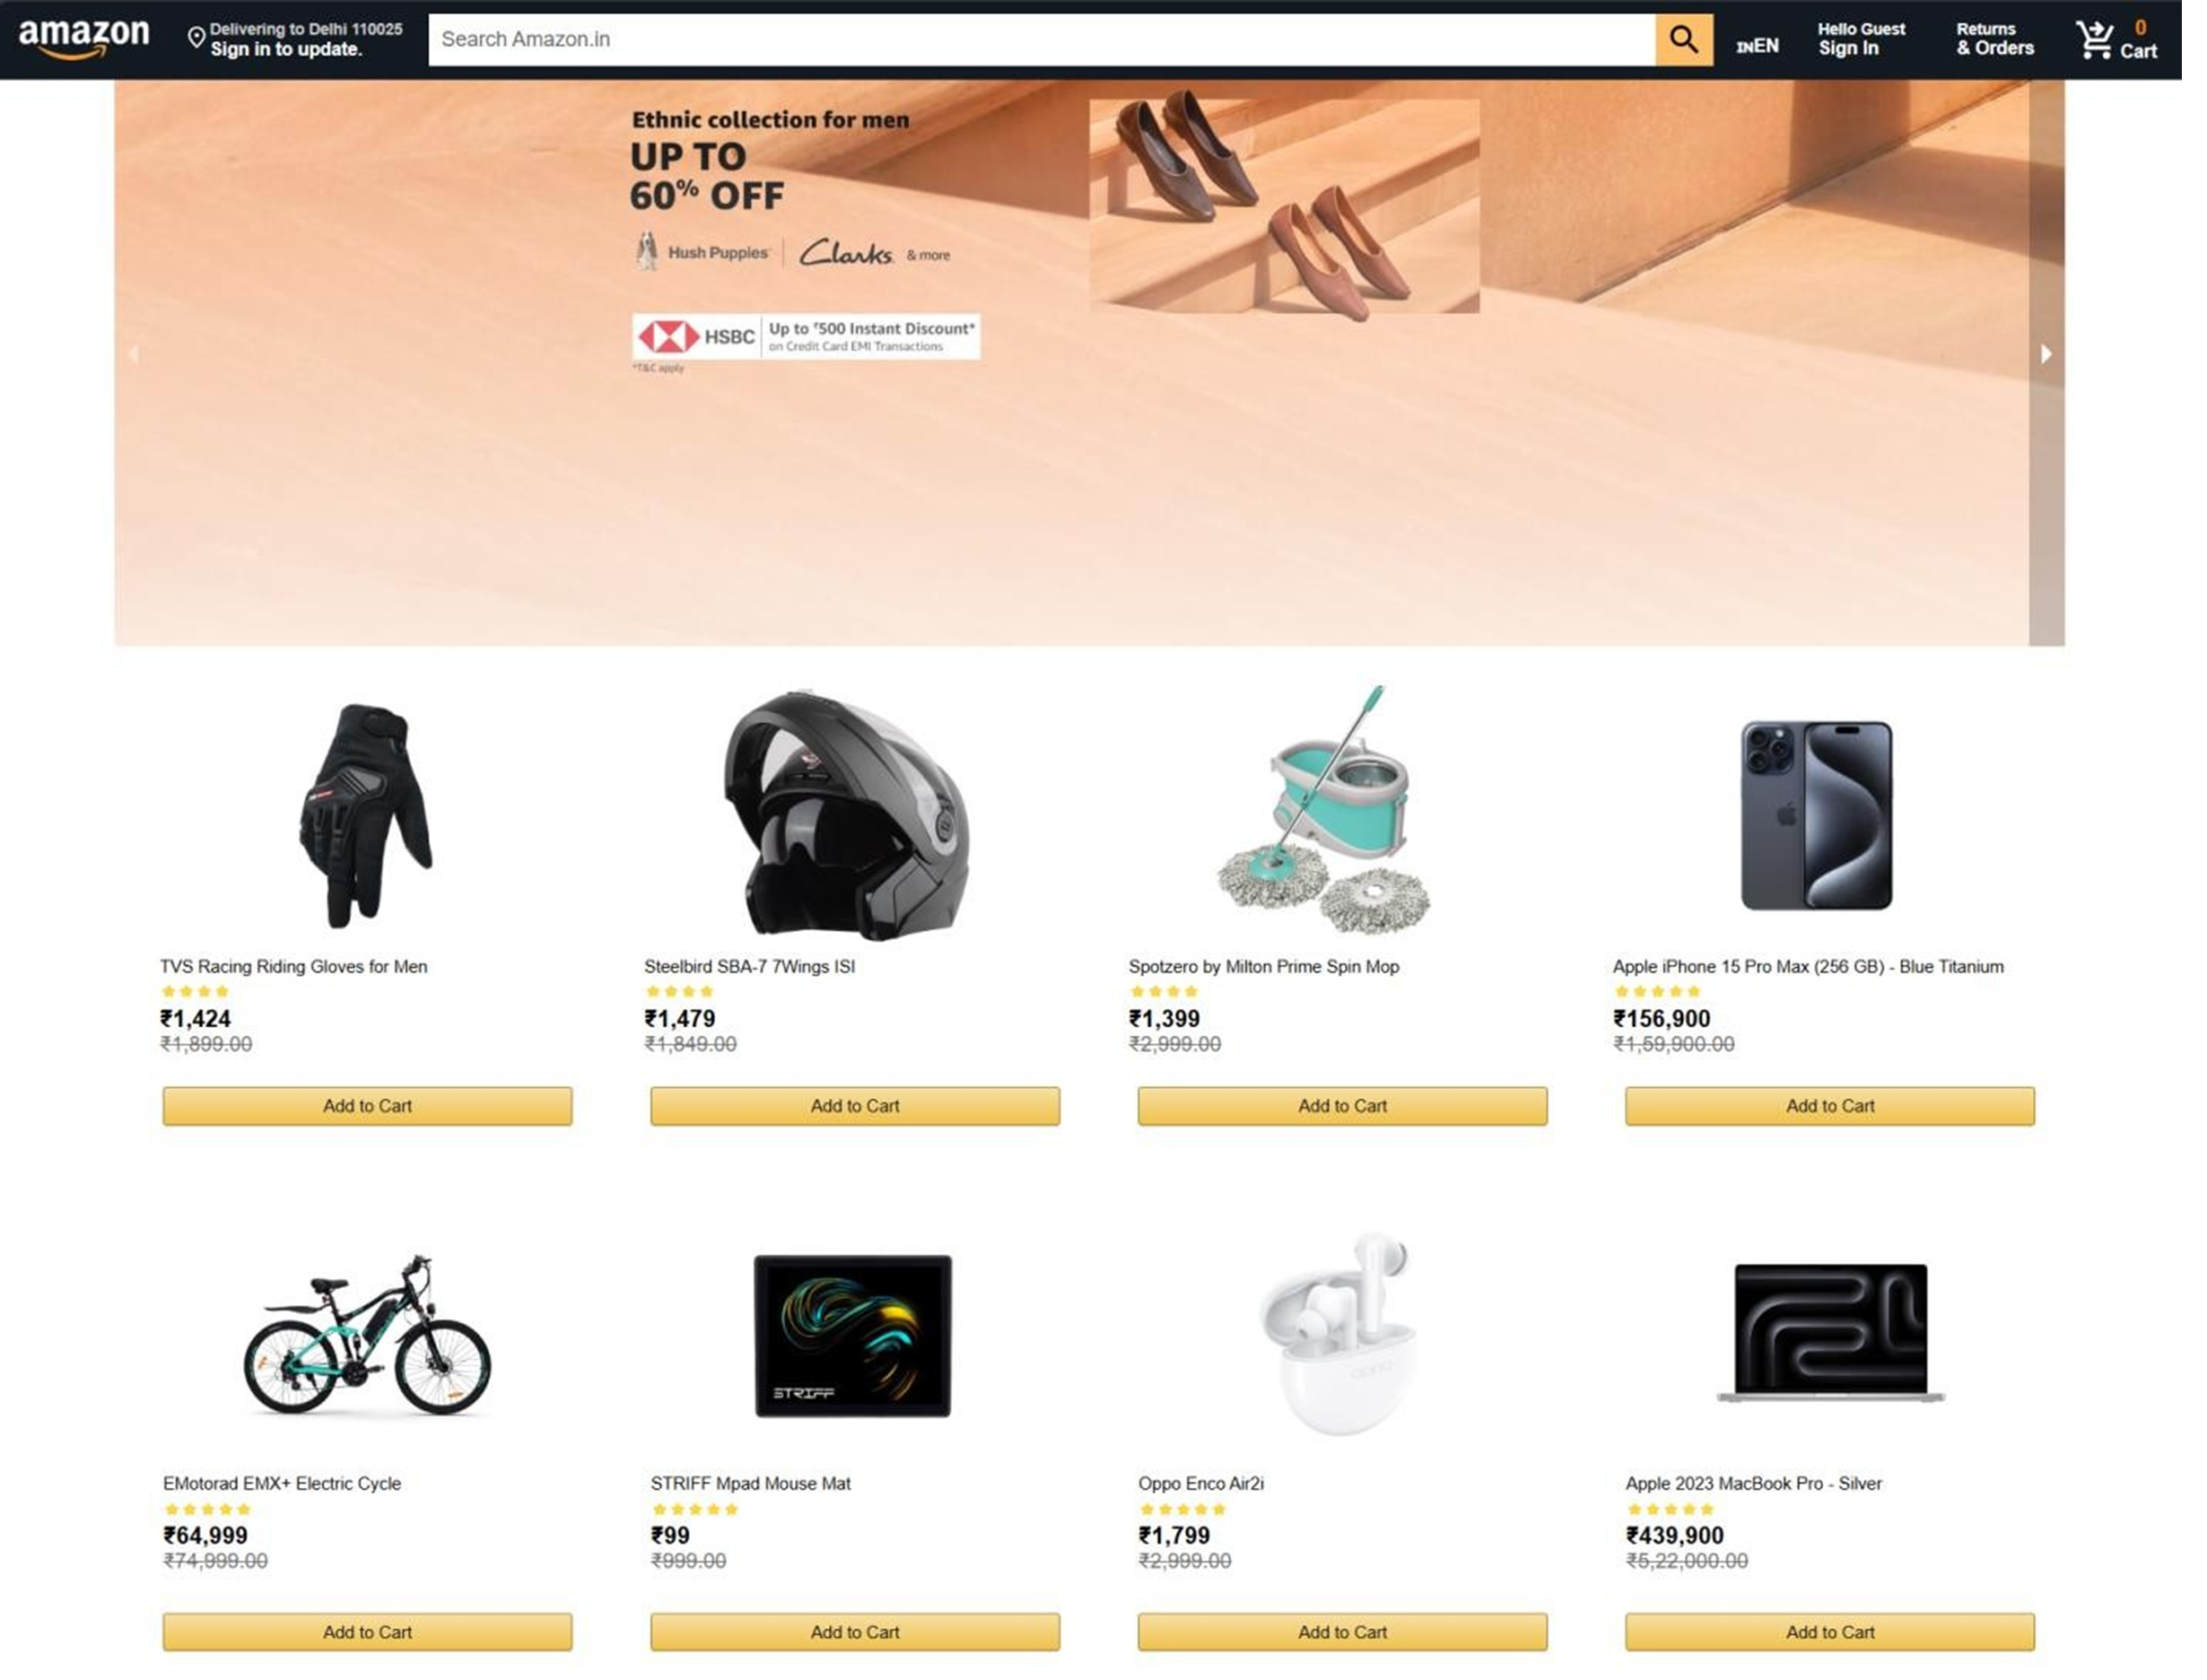 amazon
Delivering to Delhi 110025
Sign in to update.
Search Amazon.in
INEN
Hello Guest
Sign In
Returns
& Orders
0
Cart
Ethnic collection for men
UP TO
60% OFF
Hush Puppies
Clarks & more
HSBC
Up to ₹500 Instant Discount*
on Credit Card EMI Transactions
*T&C apply
TVS Racing Riding Gloves for Men
₹1,424
₹1,899.00
Add to Cart
Steelbird SBA-7 7Wings ISI
₹1,479
₹1,849.00
Add to Cart
Spotzero by Milton Prime Spin Mop
₹1,399
₹2,999.00
Add to Cart
Apple iPhone 15 Pro Max (256 GB) - Blue Titanium
₹156,900
₹1,59,900.00
Add to Cart
EMotorad EMX+ Electric Cycle
₹64,999
₹74,999.00
Add to Cart
STRIFF
STRIFF Mpad Mouse Mat
₹99
₹999.00
Add to Cart
oppo
Oppo Enco Air2i
₹1,799
₹2,999.00
Add to Cart
Apple 2023 MacBook Pro - Silver
₹439,900
₹5,22,000.00
Add to Cart